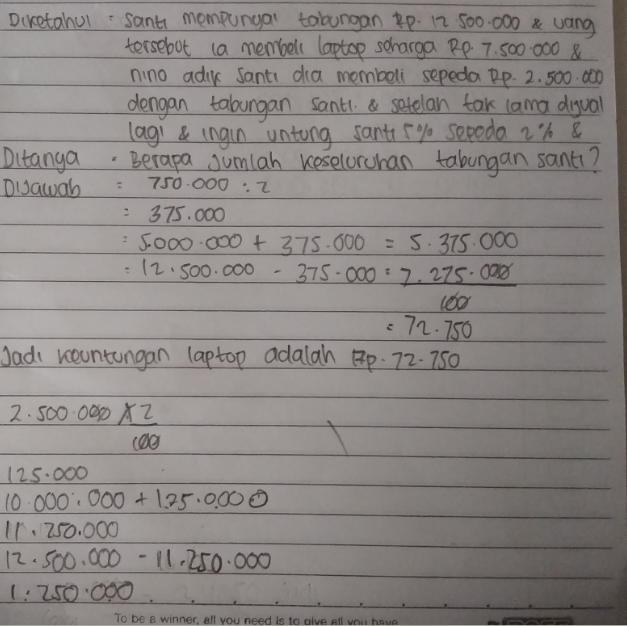 Diketahui : Santi mempunyai tabungan Rp. 12.500.000 & uang
tersebut ia membeli laptop seharga Rp. 7.500.000 &
nino adik Santi dia membeli sepeda Rp. 2.500.000
dengan tabungan Santi. & setelah tak lama dijual
lagi & ingin untung santi 5% sepeda 2% &
Ditanya : Berapa Jumlah keseluruhan tabungan santi?
DiJawab = 750.000 : 2
= 375.000
= 5.000.000 + 375.000 = 5.375.000
= 12.500.000 - 375.000 = 7.275.000
100
= 72.750
Jadi keuntungan laptop adalah Rp. 72.750
2.500.000 x 2
100
125.000
10.000.000 + 125.0.000
11.250.000
12.500.000 - 11.250.000
1.250.000
To be a winner, all you need is to give all you have